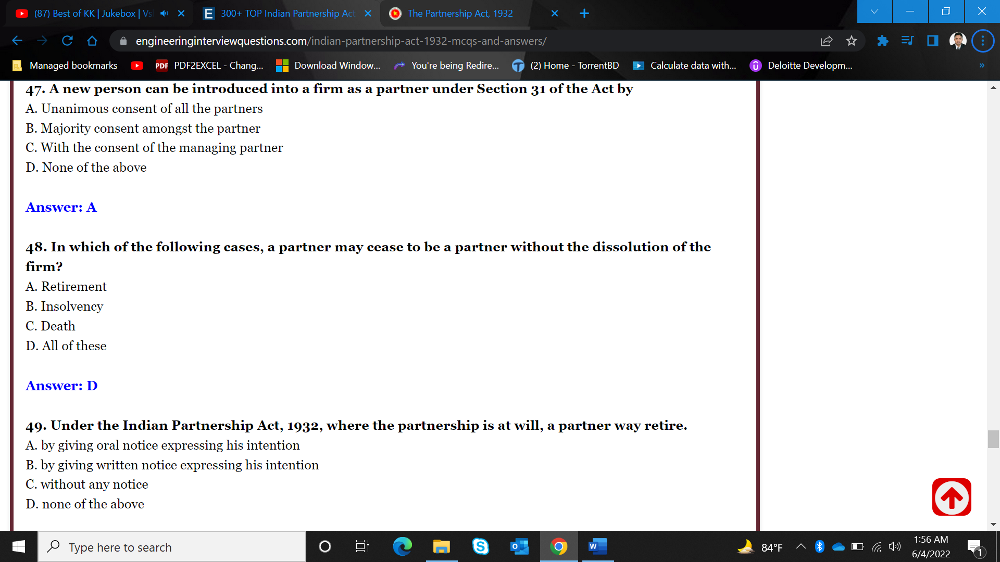 (87) Best of KK | Jukebox | Vs
300+ TOP Indian Partnership Act
The Partnership Act, 1932
engineeringinterviewquestions.com/indian-partnership-act-1932-mcqs-and-answers/
Managed bookmarks
PDF PDF2EXCEL - Chang...
Download Window...
You're being Redire...
(2) Home - TorrentBD
Calculate data with...
Deloitte Developm...
47. A new person can be introduced into a firm as a partner under Section 31 of the Act by
A. Unanimous consent of all the partners
B. Majority consent amongst the partner
C. With the consent of the managing partner
D. None of the above
Answer: A
48. In which of the following cases, a partner may cease to be a partner without the dissolution of the
firm?
A. Retirement
B. Insolvency
C. Death
D. All of these
Answer: D
49. Under the Indian Partnership Act, 1932, where the partnership is at will, a partner way retire.
A. by giving oral notice expressing his intention
B. by giving written notice expressing his intention
C. without any notice
D. none of the above
Type here to search
84°F
1:56 AM
6/4/2022
1